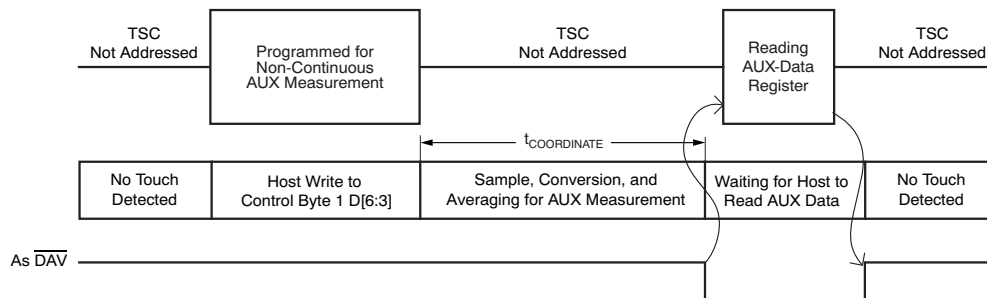 TSC
Not Addressed
Programmed for
Non-Continuous
AUX Measurement
TSC
Not Addressed
Reading
AUX-Data
Register
TSC
Not Addressed
tCOORDINATE
No Touch
Detected
Host Write to
Control Byte 1 D[6:3]
Sample, Conversion, and
Averaging for AUX Measurement
Waiting for Host to
Read AUX Data
No Touch
Detected
As D̅A̅V̅